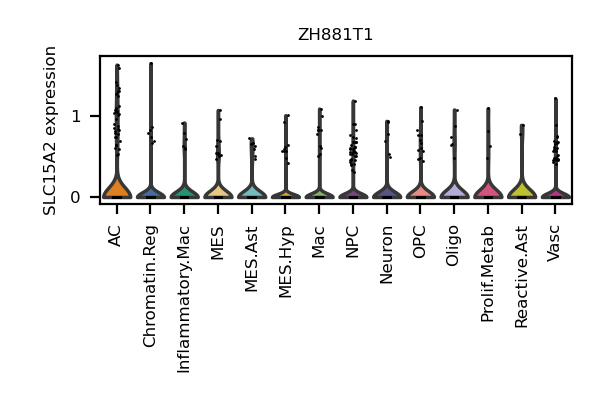 ZH881T1
SLC15A2 expression
1
0
AC
Chromatin.Reg
Inflammatory.Mac
MES
MES.Ast
MES.Hyp
Mac
NPC
Neuron
OPC
Oligo
Prolif.Metab
Reactive.Ast
Vasc